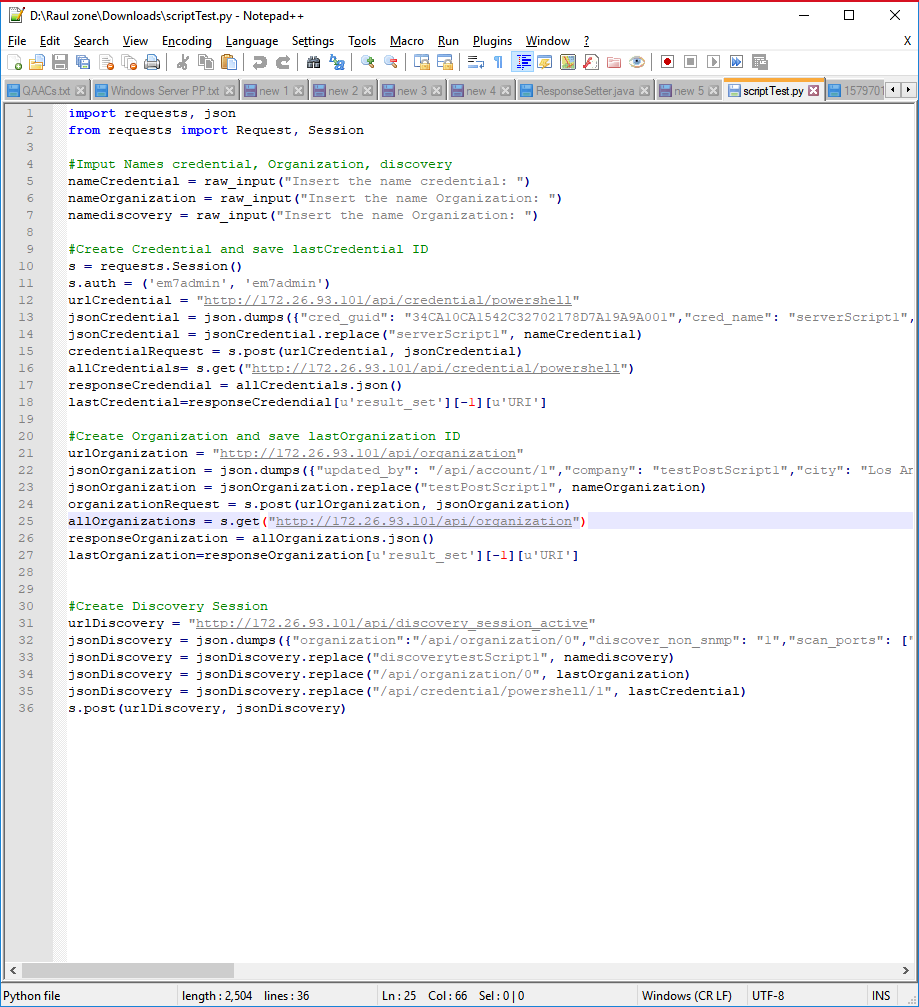 D:\Raul zone\Downloads\scriptTest.py - Notepad++
File Edit Search View Encoding Language Settings Tools Macro Run Plugins Window ? X
QAACs.txt Windows Server PP.txt new 1 new 2 new 3 new 4 ResponseSetter.java new 5 scriptTest.py 1579701
1 import requests, json
2 from requests import Request, Session
3
4 #Imput Names credential, Organization, discovery
5 nameCredential = raw_input("Insert the name credential: ")
6 nameOrganization = raw_input("Insert the name Organization: ")
7 namediscovery = raw_input("Insert the name Organization: ")
8
9 #Create Credential and save lastCredential ID
10 s = requests.Session()
11 s.auth = ('em7admin', 'em7admin')
12 urlCredential = "http://172.26.93.101/api/credential/powershell"
13 jsonCredential = json.dumps({"cred_guid": "34CA10CA1542C32702178D7A19A9A001","cred_name": "serverScript1",
14 jsonCredential = jsonCredential.replace("serverScript1", nameCredential)
15 credentialRequest = s.post(urlCredential, jsonCredential)
16 allCredentials= s.get("http://172.26.93.101/api/credential/powershell")
17 responseCredendial = allCredentials.json()
18 lastCredential=responseCredendial[u'result_set'][-1][u'URI']
19
20 #Create Organization and save lastOrganization ID
21 urlOrganization = "http://172.26.93.101/api/organization"
22 jsonOrganization = json.dumps({"updated_by": "/api/account/1","company": "testPostScript1","city": "Los An
23 jsonOrganization = jsonOrganization.replace("testPostScript1", nameOrganization)
24 organizationRequest = s.post(urlOrganization, jsonOrganization)
25 allOrganizations = s.get("http://172.26.93.101/api/organization")
26 responseOrganization = allOrganizations.json()
27 lastOrganization=responseOrganization[u'result_set'][-1][u'URI']
28
29
30 #Create Discovery Session
31 urlDiscovery = "http://172.26.93.101/api/discovery_session_active"
32 jsonDiscovery = json.dumps({"organization":"/api/organization/0","discover_non_snmp": "1","scan_ports": ["
33 jsonDiscovery = jsonDiscovery.replace("discoverytestScript1", namediscovery)
34 jsonDiscovery = jsonDiscovery.replace("/api/organization/0", lastOrganization)
35 jsonDiscovery = jsonDiscovery.replace("/api/credential/powershell/1", lastCredential)
36 s.post(urlDiscovery, jsonDiscovery)
Python file length : 2,504 lines : 36 Ln : 25 Col : 66 Sel : 0 | 0 Windows (CR LF) UTF-8 INS